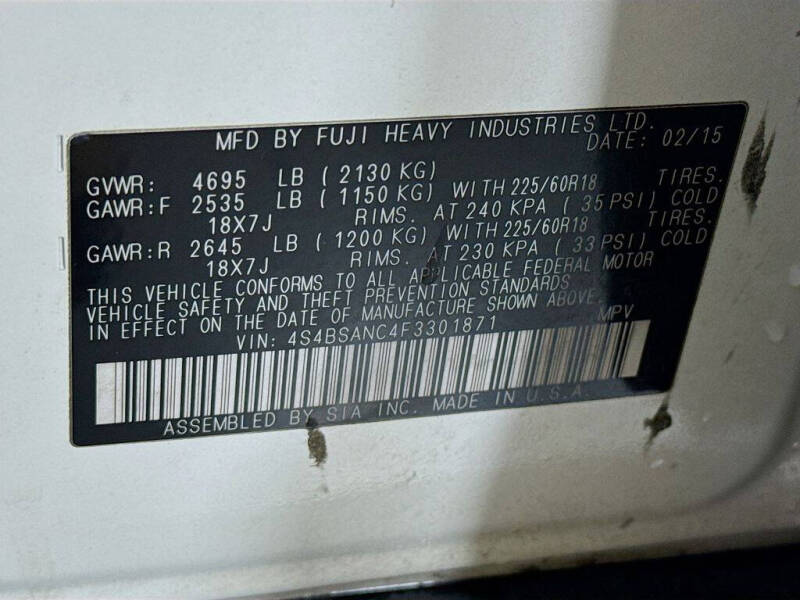 MFD BY FUJI HEAVY INDUSTRIES LTD.
DATE: 02/15
GVWR: 4695 LB (2130 KG)
GAWR:F 2535 LB (1150 KG) WITH 225/60R18 TIRES.
18X7J RIMS. AT 240 KPA (35 PSI) COLD
GAWR:R 2645 LB (1200 KG) WITH 225/60R18 TIRES.
18X7J RIMS. AT 230 KPA (33 PSI) COLD
THIS VEHICLE CONFORMS TO ALL APPLICABLE FEDERAL MOTOR
VEHICLE SAFETY AND THEFT PREVENTION STANDARDS
IN EFFECT ON THE DATE OF MANUFACTURE SHOWN ABOVE.
VIN: 4S4BSANC4F3301871 MPV
ASSEMBLED BY SIA INC. MADE IN U.S.A.